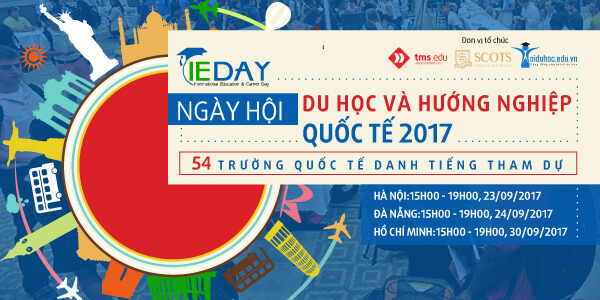 Đơn vị tổ chức
IEDAY
International Education & Career Day
tms edu
SCOTS
oiduhoc.edu.vn
NGÀY HỘI
DU HỌC VÀ HƯỚNG NGHIỆP
QUỐC TẾ 2017
54 TRƯỜNG QUỐC TẾ DANH TIẾNG THAM DỰ
HÀ NỘI:15H00 - 19H00, 23/09/2017
ĐÀ NẴNG:15H00 - 19H00, 24/09/2017
HỒ CHÍ MINH:15H00 - 19H00, 30/09/2017